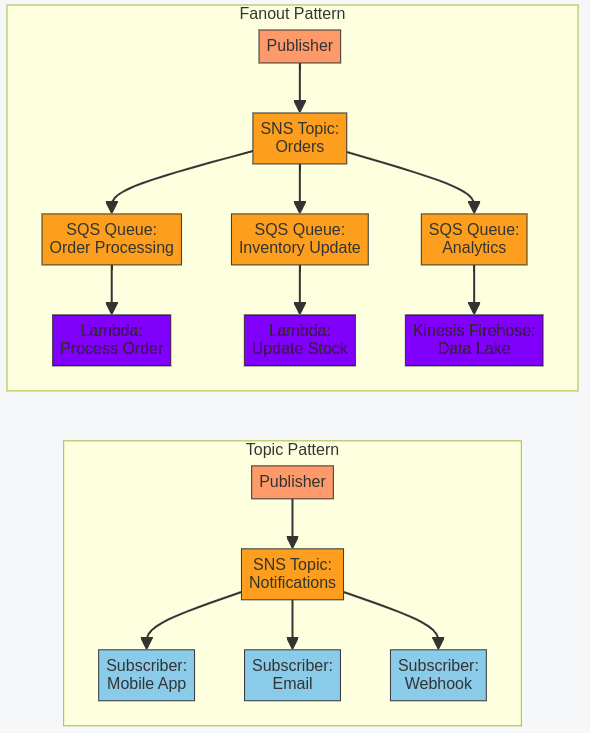 Fanout Pattern
Publisher
SNS Topic:
Orders
SQS Queue:
Order Processing
SQS Queue:
Inventory Update
SQS Queue:
Analytics
Lambda:
Process Order
Lambda:
Update Stock
Kinesis Firehose:
Data Lake
Topic Pattern
Publisher
SNS Topic:
Notifications
Subscriber:
Mobile App
Subscriber:
Email
Subscriber:
Webhook